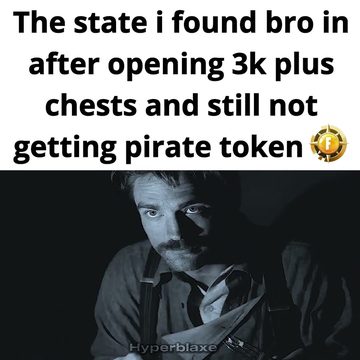 The state i found bro in
after opening 3k plus
chests and still not
getting pirate token
F
Hyperblaxe